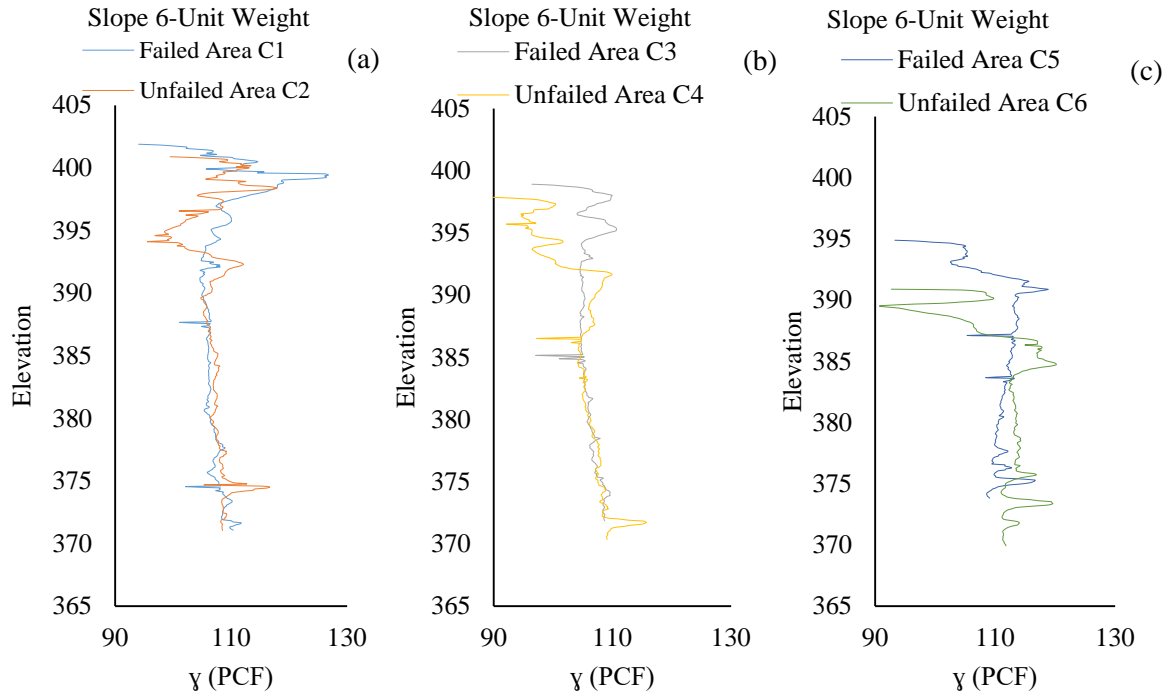 Slope 6-Unit Weight
Failed Area C1
Unfailed Area C2
(a)
405
400
395
390
385
380
375
370
365
Elevation
90 110 130
ɣ (PCF)
Slope 6-Unit Weight
Failed Area C3
Unfailed Area C4
(b)
405
400
395
390
385
380
375
370
365
Elevation
90 110 130
ɣ (PCF)
Slope 6-Unit Weight
Failed Area C5
Unfailed Area C6
(c)
405
400
395
390
385
380
375
370
365
Elevation
90 110 130
ɣ (PCF)